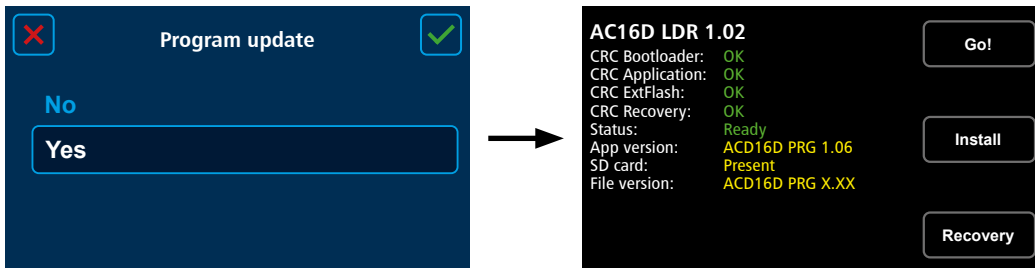 Program update
No
Yes
AC16D LDR 1.02
CRC Bootloader: OK
CRC Application: OK
CRC ExtFlash: OK
CRC Recovery: OK
Status: Ready
App version: ACD16D PRG 1.06
SD card: Present
File version: ACD16D PRG X.XX
Go!
Install
Recovery